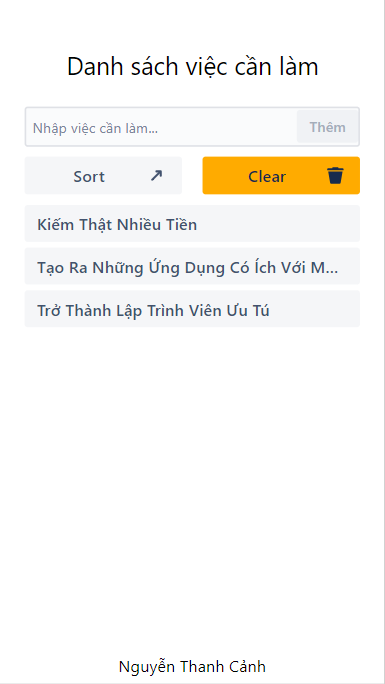 Danh sách việc cần làm
Nhập việc cần làm... Thêm
Sort Clear
Kiếm Thật Nhiều Tiền
Tạo Ra Những Ứng Dụng Có Ích Với M...
Trở Thành Lập Trình Viên Ưu Tú
Nguyễn Thanh Cảnh